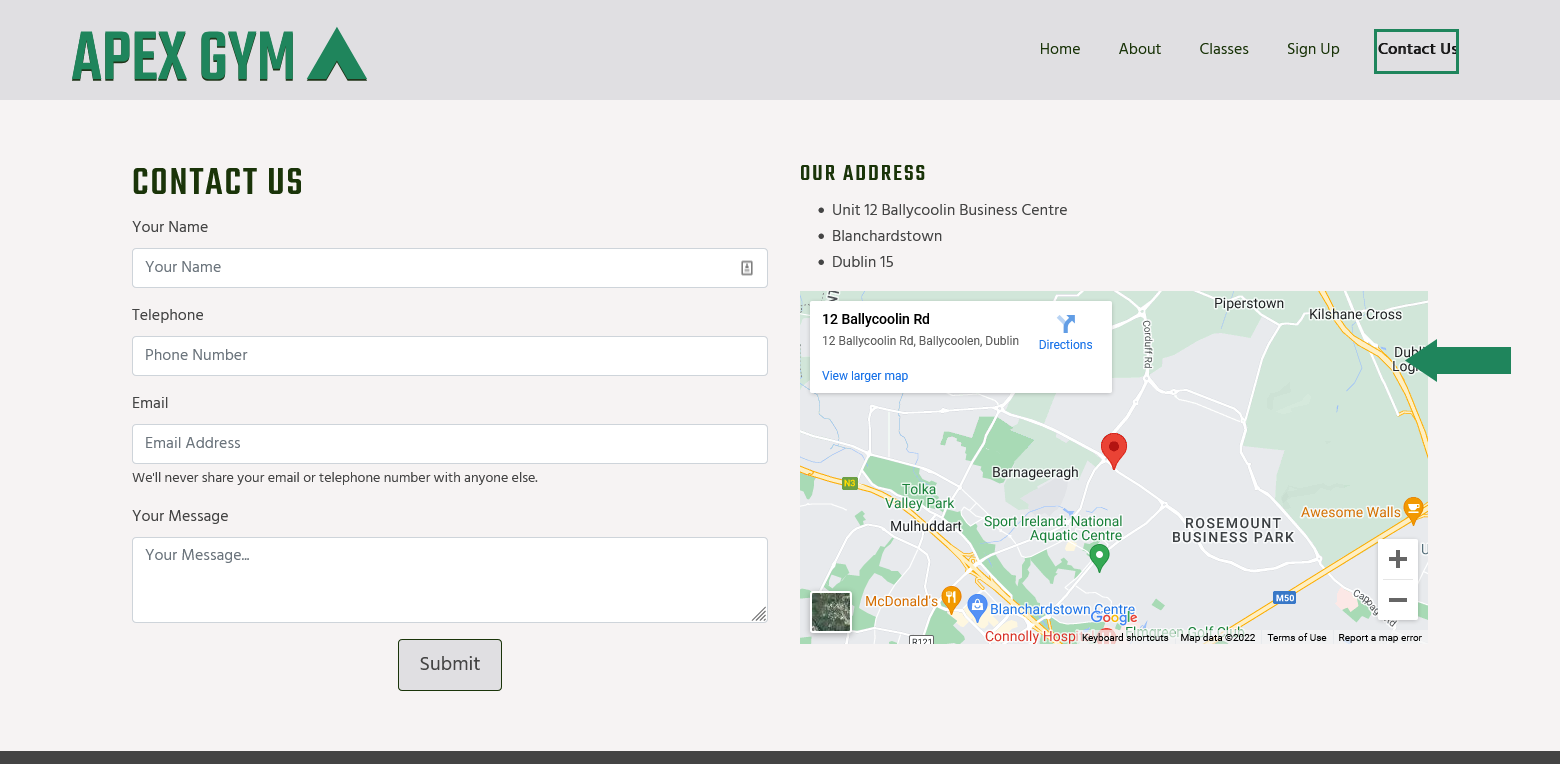 APEX GYM
Home
About
Classes
Sign Up
Contact Us
CONTACT US
Your Name
Your Name
Telephone
Phone Number
Email
Email Address
We'll never share your email or telephone number with anyone else.
Your Message
Your Message...
Submit
OUR ADDRESS
Unit 12 Ballycoolin Business Centre
Blanchardstown
Dublin 15
12 Ballycoolin Rd
12 Ballycoolin Rd, Ballycoolen, Dublin
Directions
View larger map
Piperstown
Kilshane Cross
Corduff Rd
Barnageeragh
N3
Tolka
Valley Park
Mulhuddart
Sport Ireland: National
Aquatic Centre
ROSEMOUNT
BUSINESS PARK
Awesome Walls
McDonald's
Blanchardstown Centre
M50
Google
Elmgreen Golf Club
R121
Connolly Hospi
Keyboard shortcuts
Map data ©2022
Terms of Use
Report a map error